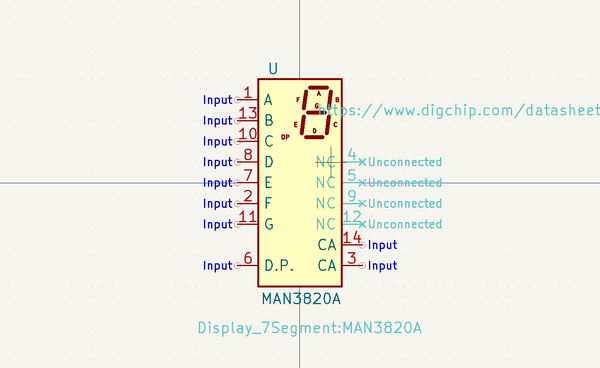 U
A
F B
G
E C
D
DP
https://www.digchip.com/datasheet
Input 1 A
Input 13 B
Input 10 C
Input 8 D NC 4 Unconnected
Input 7 E NC 5 Unconnected
Input 2 F NC 9 Unconnected
Input 11 G NC 12 Unconnected
CA 14 Input
Input 6 D.P. CA 3 Input
MAN3820A
Display_7Segment:MAN3820A